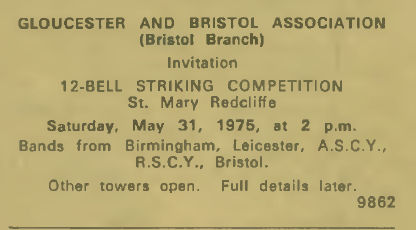 GLOUCESTER AND BRISTOL ASSOCIATION
(Bristol Branch)
Invitation
12-BELL STRIKING COMPETITION
St. Mary Redcliffe
Saturday, May 31, 1975, at 2 p.m.
Bands from Birmingham, Leicester, A.S.C.Y.,
R.S.C.Y., Bristol.
Other towers open. Full details later.
9862